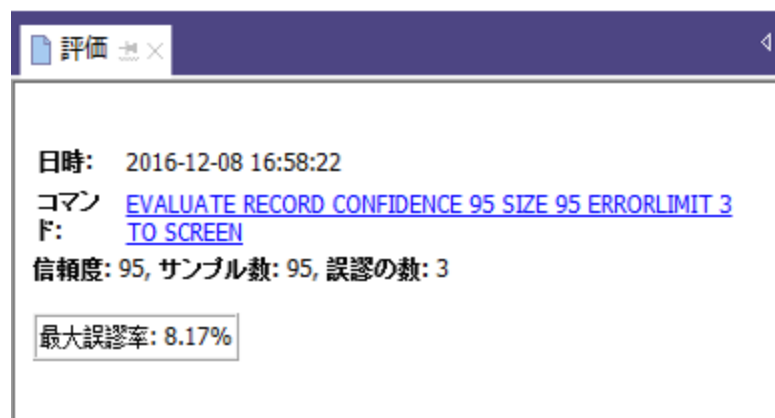 評価
日時: 2016-12-08 16:58:22
コマンド: EVALUATE RECORD CONFIDENCE 95 SIZE 95 ERRORLIMIT 3
TO SCREEN
信頼度: 95, サンプル数: 95, 誤謬の数: 3
最大誤謬率: 8.17%